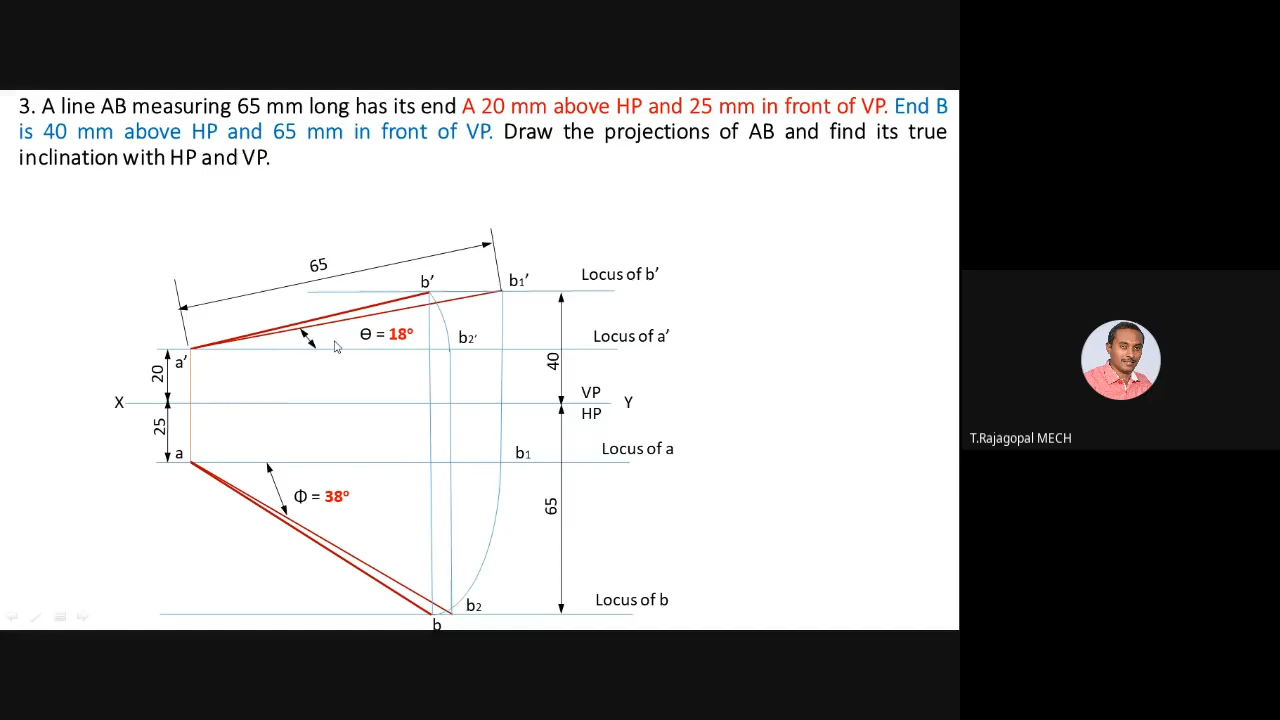 3. A line AB measuring 65 mm long has its end A 20 mm above HP and 25 mm in front of VP. End B
is 40 mm above HP and 65 mm in front of VP. Draw the projections of AB and find its true
inclination with HP and VP.
65
b’
b1’
Locus of b’
ϴ = 18º
b2’
Locus of a’
a’
20
40
X
VP
Y
HP
25
a
b1
Locus of a
Φ = 38º
65
Locus of b
b2
b
T.Rajagopal MECH